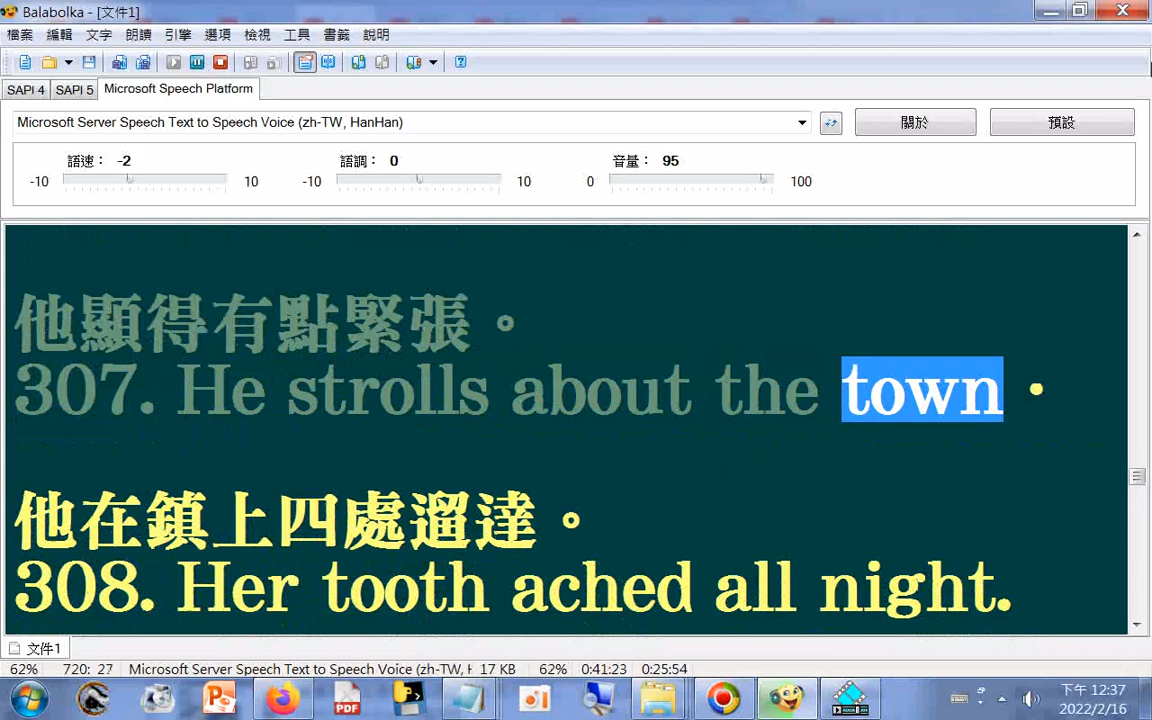 Balabolka - [文件1]
檔案 編輯 文字 朗讀 引擎 選項 檢視 工具 書籤 說明
SAPI 4 SAPI 5 Microsoft Speech Platform
Microsoft Server Speech Text to Speech Voice (zh-TW, HanHan) 關於 預設
語速： -2 語調： 0 音量： 95
-10 10 -10 10 0 100
他顯得有點緊張。
307. He strolls about the town .
他在鎮上四處遛達。
308. Her tooth ached all night.
文件1
62% 720: 27 Microsoft Server Speech Text to Speech Voice (zh-TW, H 17 KB 62% 0:41:23 0:25:54
PDF
下午 12:37
2022/2/16